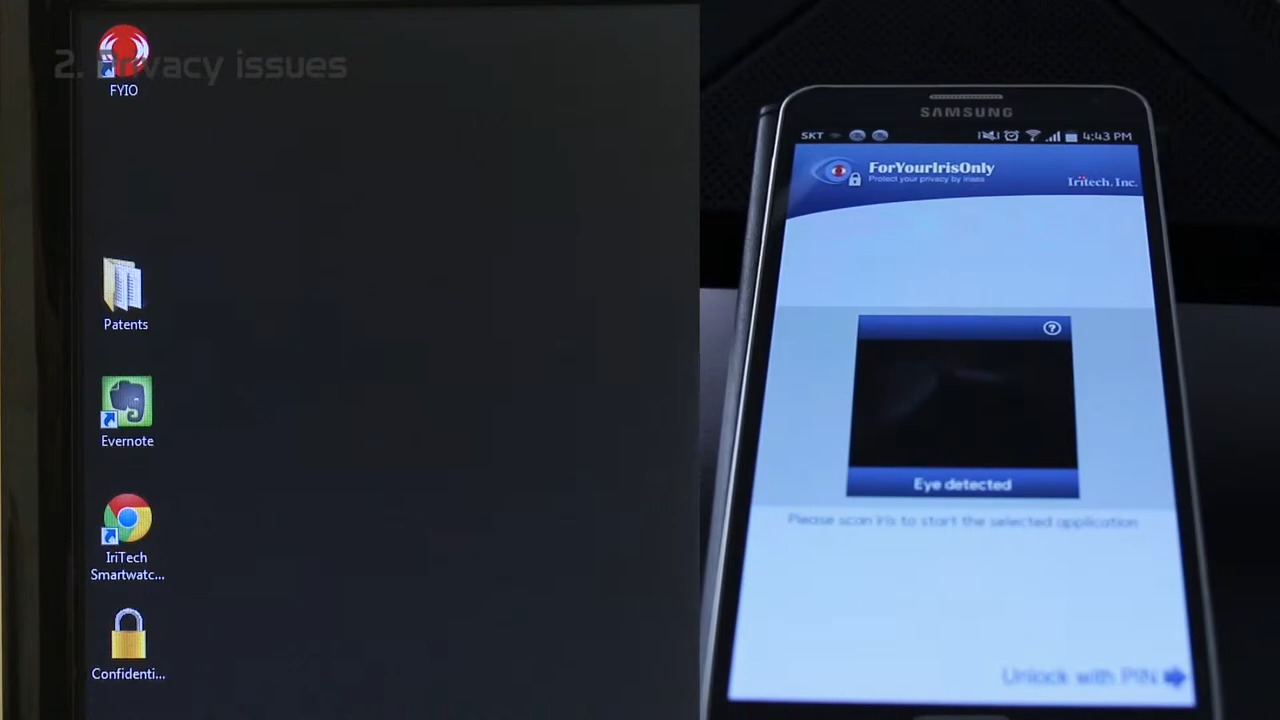 2. Privacy issues
FYIO
Patents
Evernote
IriTech
Smartwatc...
Confidenti...
SAMSUNG
SKT
4:43 PM
ForYourIrisOnly
Protect your privacy by irises
Iritech, Inc.
?
Eye detected
Please scan iris to start the selected application
Unlock with PIN